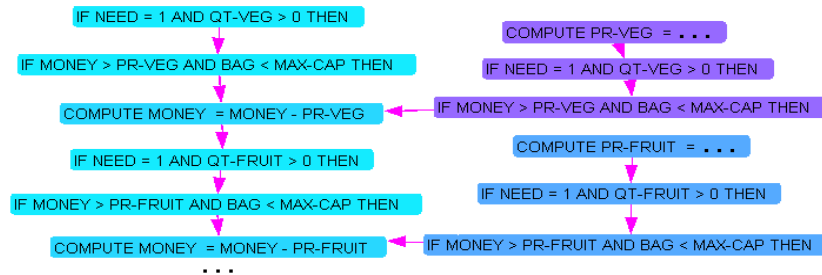 IF NEED = 1 AND QT-VEG > 0 THEN
IF MONEY > PR-VEG AND BAG < MAX-CAP THEN
COMPUTE MONEY = MONEY - PR-VEG
IF NEED = 1 AND QT-FRUIT > 0 THEN
IF MONEY > PR-FRUIT AND BAG < MAX-CAP THEN
COMPUTE MONEY = MONEY - PR-FRUIT
...
COMPUTE PR-VEG = ...
IF NEED = 1 AND QT-VEG > 0 THEN
IF MONEY > PR-VEG AND BAG < MAX-CAP THEN
COMPUTE PR-FRUIT = ...
IF NEED = 1 AND QT-FRUIT > 0 THEN
IF MONEY > PR-FRUIT AND BAG < MAX-CAP THEN